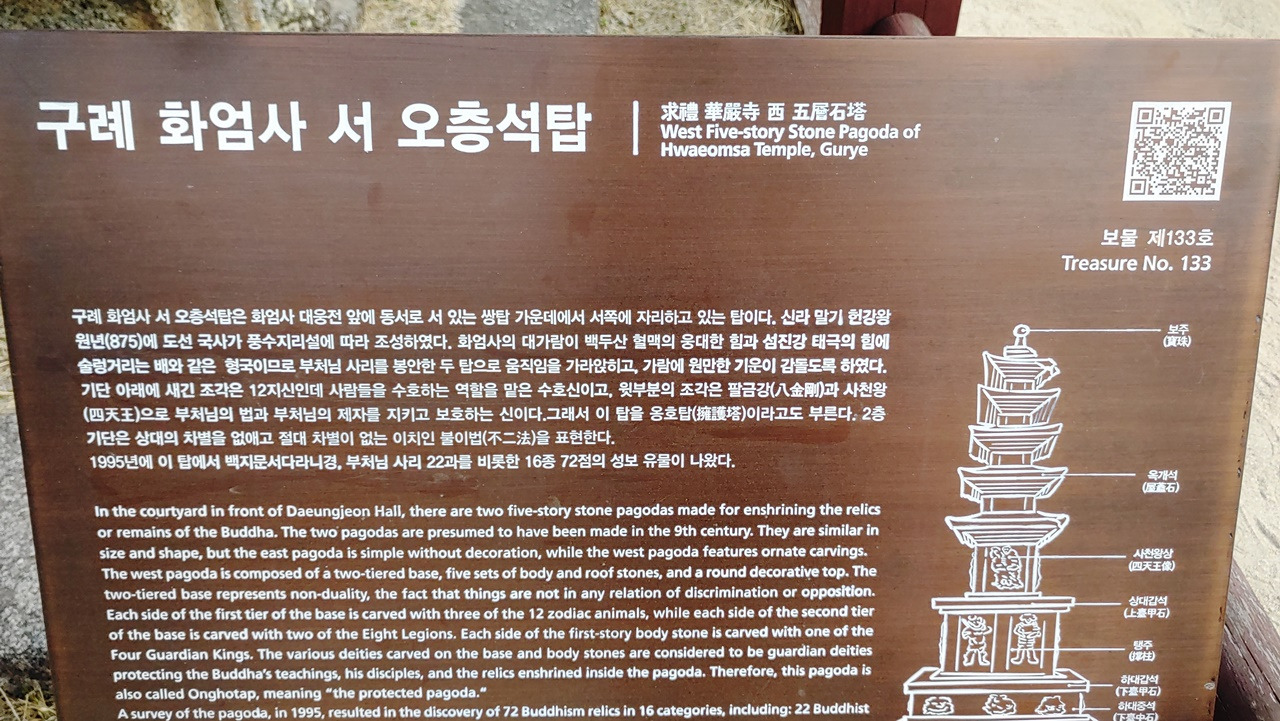 구례 화엄사 서 오층석탑
求禮 華嚴寺 西 五層石塔
West Five-story Stone Pagoda of
Hwaeomsa Temple, Gurye
보물 제133호
Treasure No. 133
구례 화엄사 서 오층석탑은 화엄사 대웅전 앞에 동서로 서 있는 쌍탑 가운데에서 서쪽에 자리하고 있는 탑이다. 신라 말기 헌강왕
원년(875)에 도선 국사가 풍수지리설에 따라 조성하였다. 화엄사의 대가람이 백두산 혈맥의 웅대한 힘과 섬진강 태극의 힘에
술렁거리는 배와 같은 형국이므로 부처님 사리를 봉안한 두 탑으로 움직임을 가라앉히고, 가람에 원만한 기운이 감돌도록 하였다.
기단 아래에 새긴 조각은 12지신인데 사람들을 수호하는 역할을 맡은 수호신이고, 윗부분의 조각은 팔금강(八金剛)과 사천왕
(四天王)으로 부처님의 법과 부처님의 제자를 지키고 보호하는 신이다.그래서 이 탑을 옹호탑(擁護塔)이라고도 부른다. 2층
기단은 상대의 차별을 없애고 절대 차별이 없는 이치인 불이법(不二法)을 표현한다.
1995년에 이 탑에서 백지묵서다라니경, 부처님 사리 22과를 비롯한 16종 72점의 성보 유물이 나왔다.
In the courtyard in front of Daeungjeon Hall, there are two five-story stone pagodas made for enshrining the relics
or remains of the Buddha. The two pagodas are presumed to have been made in the 9th century. They are similar in
size and shape, but the east pagoda is simple without decoration, while the west pagoda features ornate carvings.
The west pagoda is composed of a two-tiered base, five sets of body and roof stones, and a round decorative top. The
two-tiered base represents non-duality, the fact that things are not in any relation of discrimination or opposition.
Each side of the first tier of the base is carved with three of the 12 zodiac animals, while each side of the second tier
of the base is carved with two of the Eight Legions. Each side of the first-story body stone is carved with one of the
Four Guardian Kings. The various deities carved on the base and body stones are considered to be guardian deities
protecting the Buddha's teachings, his disciples, and the relics enshrined inside the pagoda. Therefore, this pagoda is
also called Onghotap, meaning "the protected pagoda."
A survey of the pagoda, in 1995, resulted in the discovery of 72 Buddhism relics in 16 categories, including: 22 Buddhist
보주
(寶珠)
옥개석
(屋蓋石)
사천왕상
(四天王像)
상대갑석
(上臺甲石)
탱주
(撑柱)
하대갑석
(下臺甲石)
하대중석
(下臺中石)